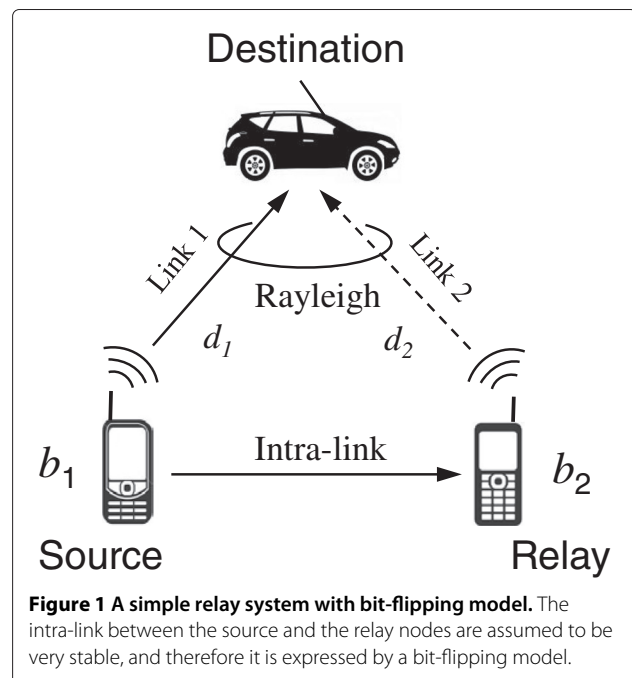 Destination
Link 1
Link 2
Rayleigh
d1
d2
b1
Intra-link
b2
Source
Relay
Figure 1 A simple relay system with bit-flipping model. The
intra-link between the source and the relay nodes are assumed to be
very stable, and therefore it is expressed by a bit-flipping model.